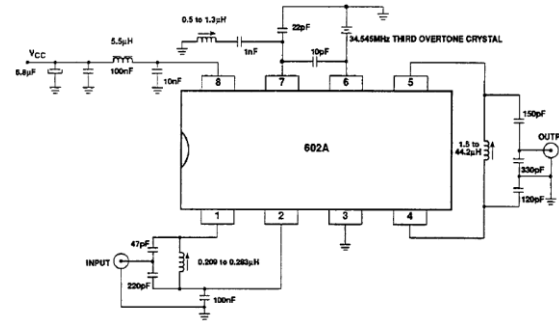 0.5 to 1.3µH
22pF
34.545MHz THIRD OVERTONE CRYSTAL
5.5µH
VCC
1nF
10pF
6.8µF
100nF
10nF
8
7
6
5
150pF
602A
1.5 to
44.2µH
OUTPUT
330pF
120pF
1
2
3
4
47pF
0.209 to 0.283µH
INPUT
220pF
100nF